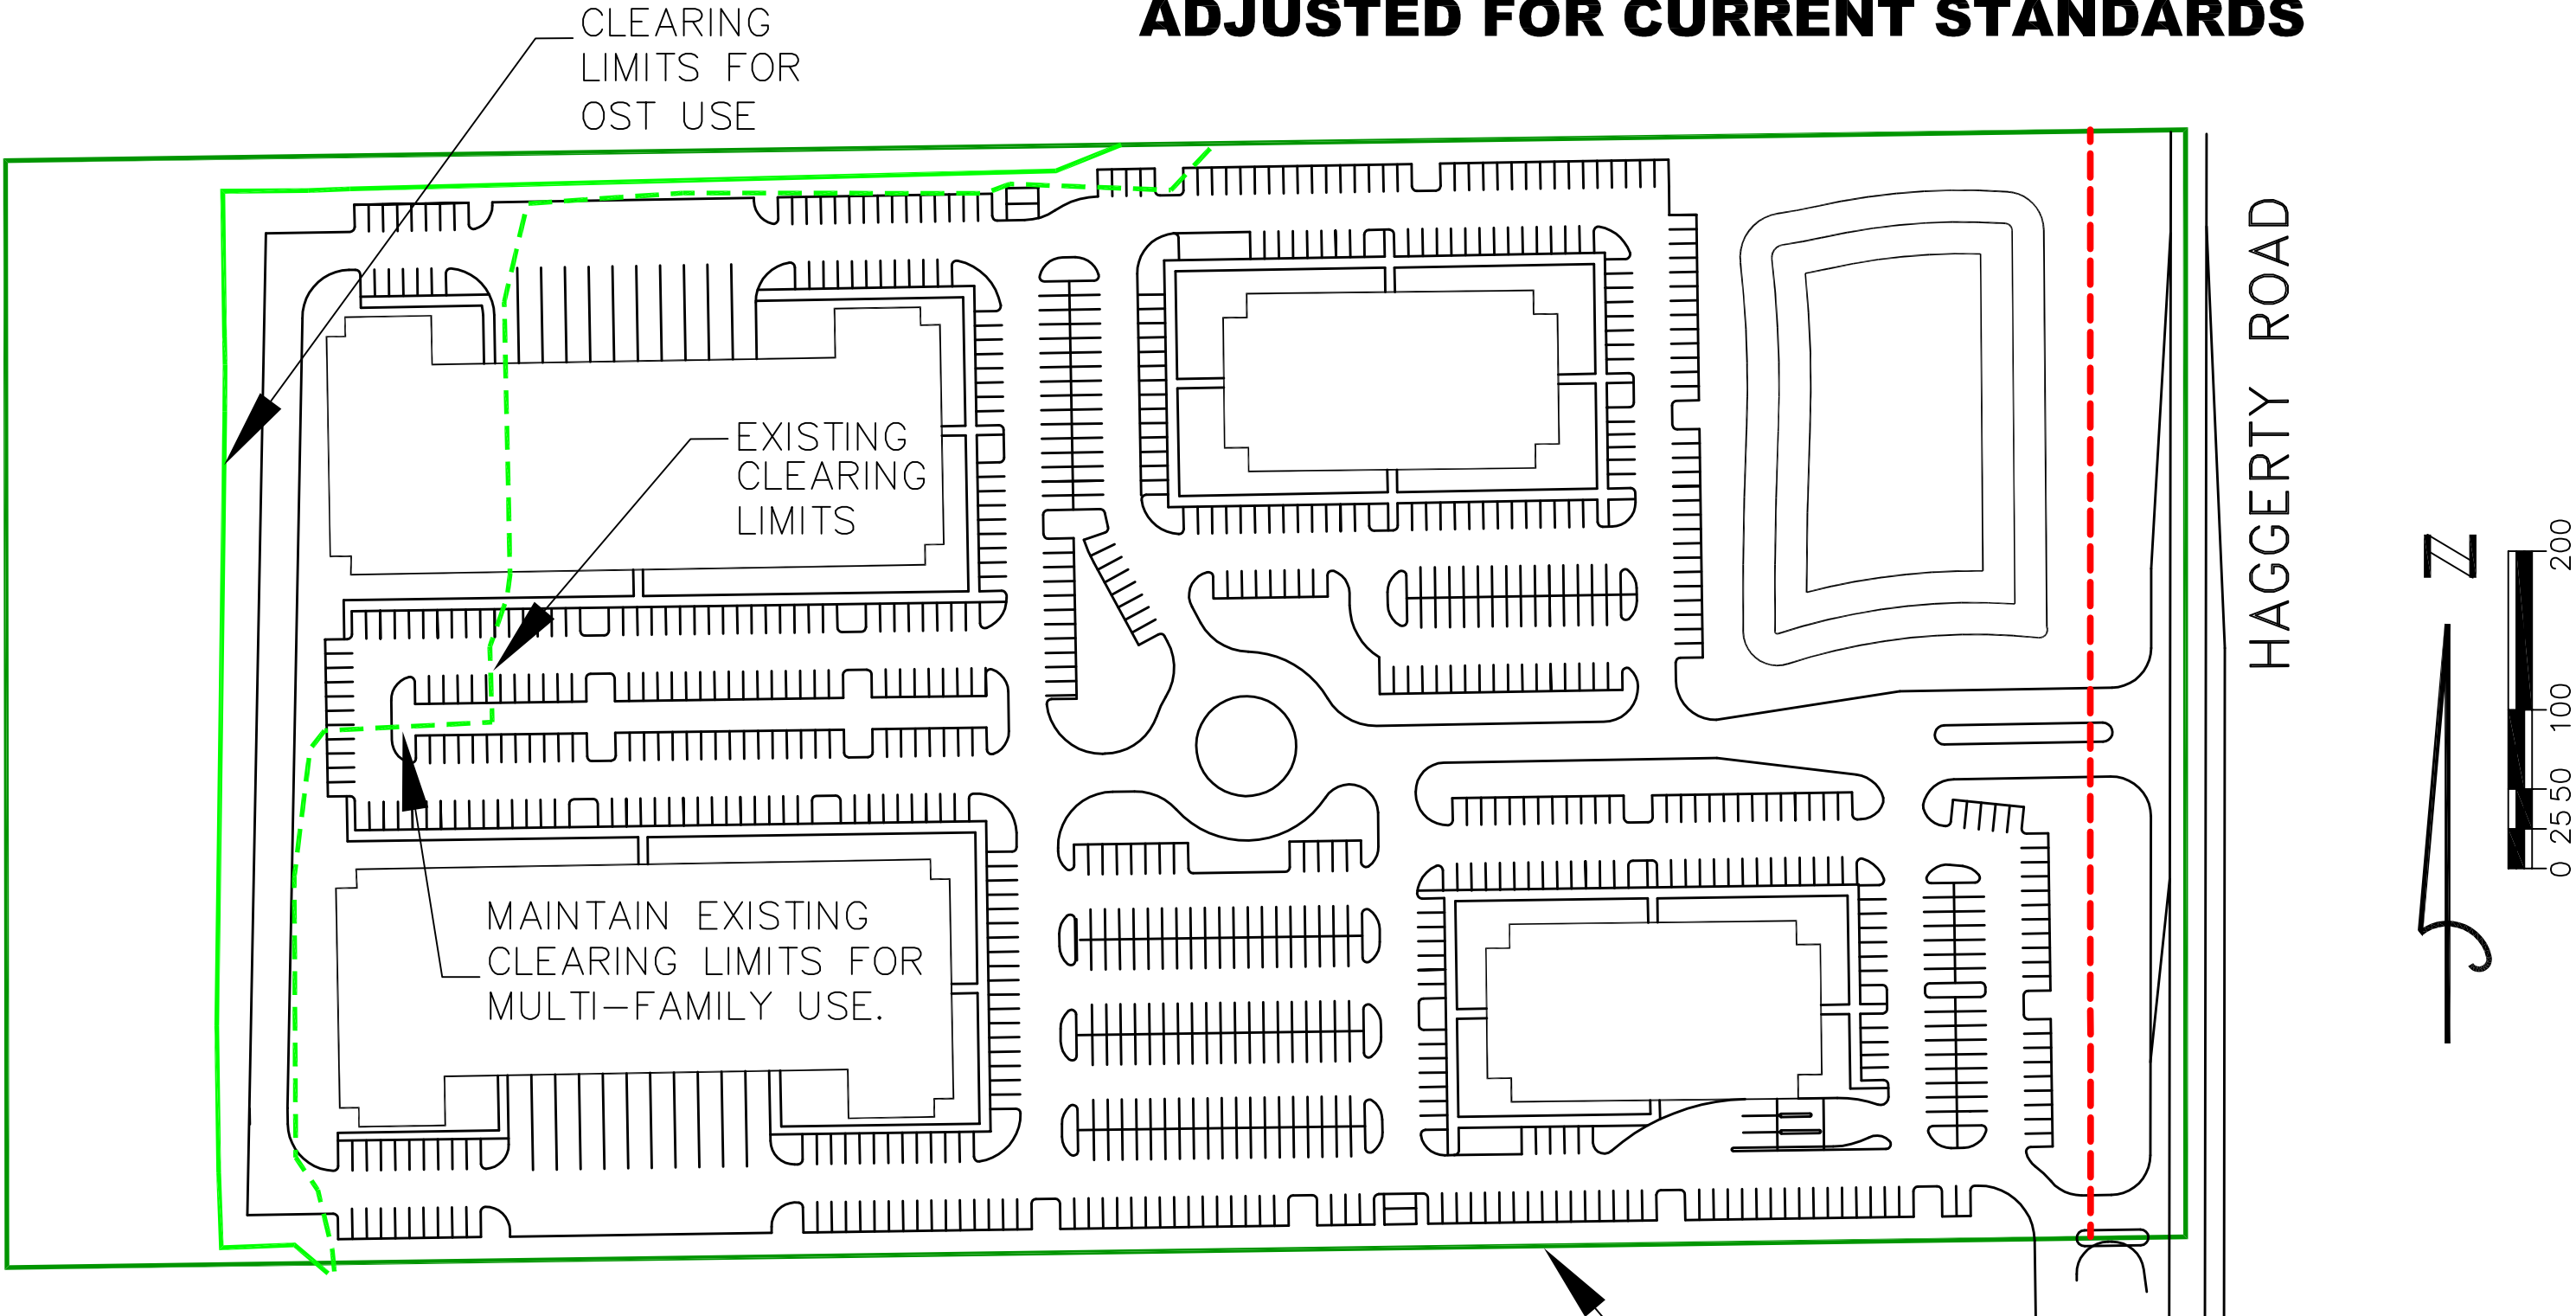 ADJUSTED FOR CURRENT STANDARDS
CLEARING
LIMITS FOR
OST USE
EXISTING
CLEARING
LIMITS
MAINTAIN EXISTING
CLEARING LIMITS FOR
MULTI-FAMILY USE.
HAGGERTY ROAD
N
0 25 50 100 200